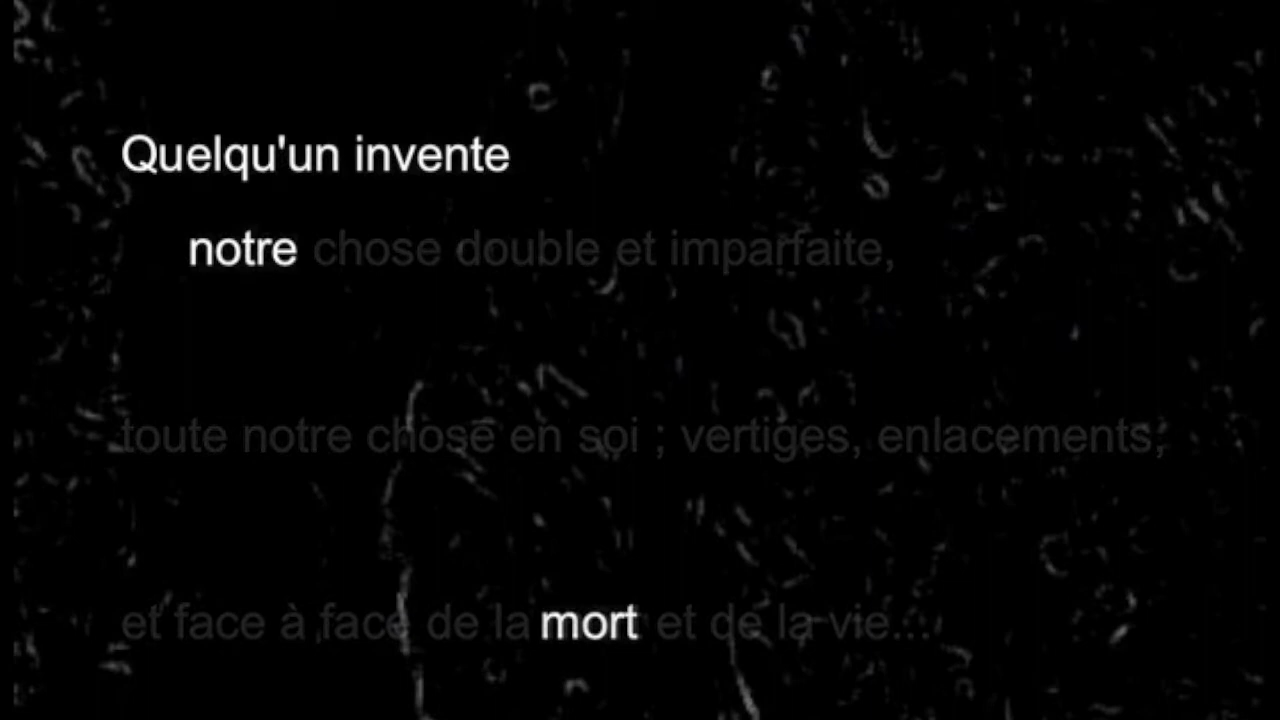 Quelqu'un invente
notre chose double et imparfaite,
toute notre chose en soi ; vertiges, enlacements,
et face à face de la mort et de la vie...